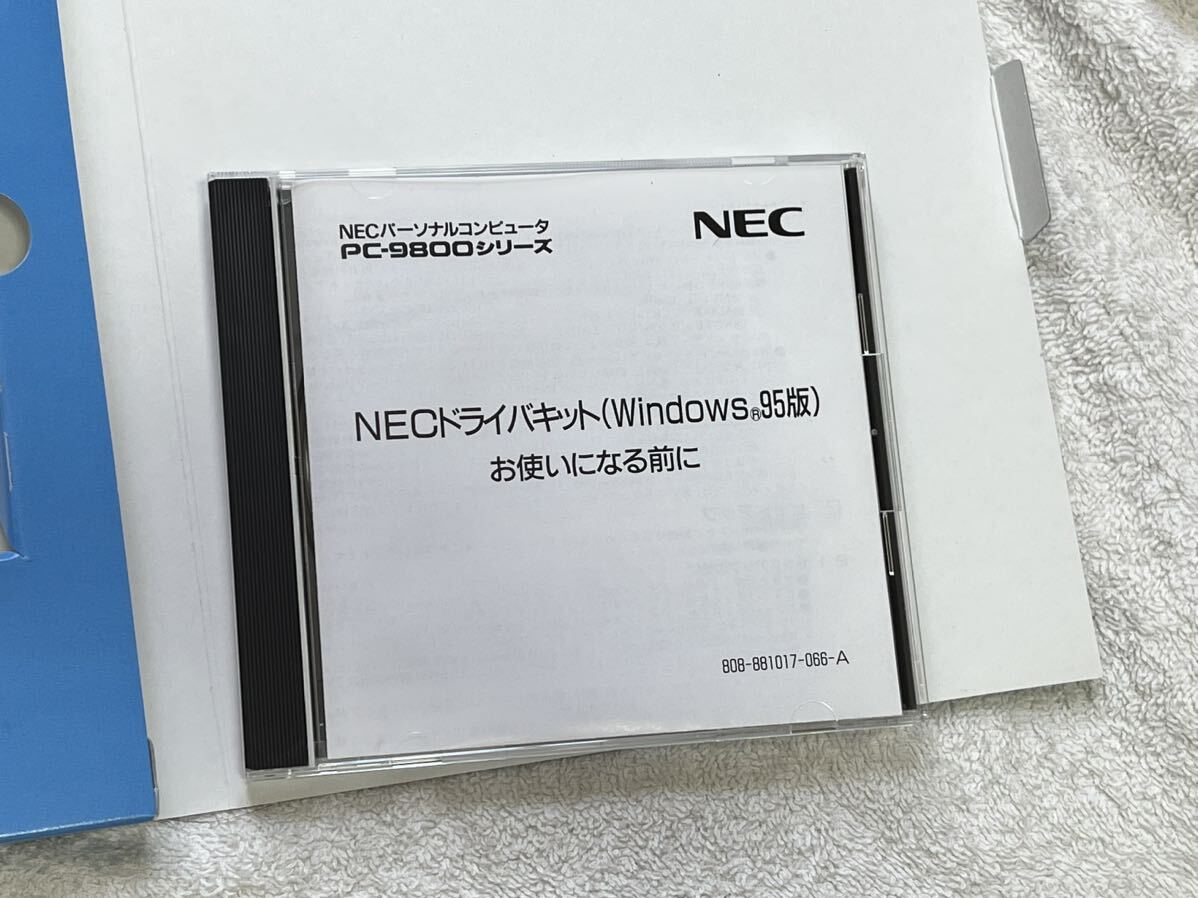 NECパーソナルコンピュータ
PC-9800シリーズ
NEC
NECドライバキット(Windows®95版)
お使いになる前に
808-881017-066-A